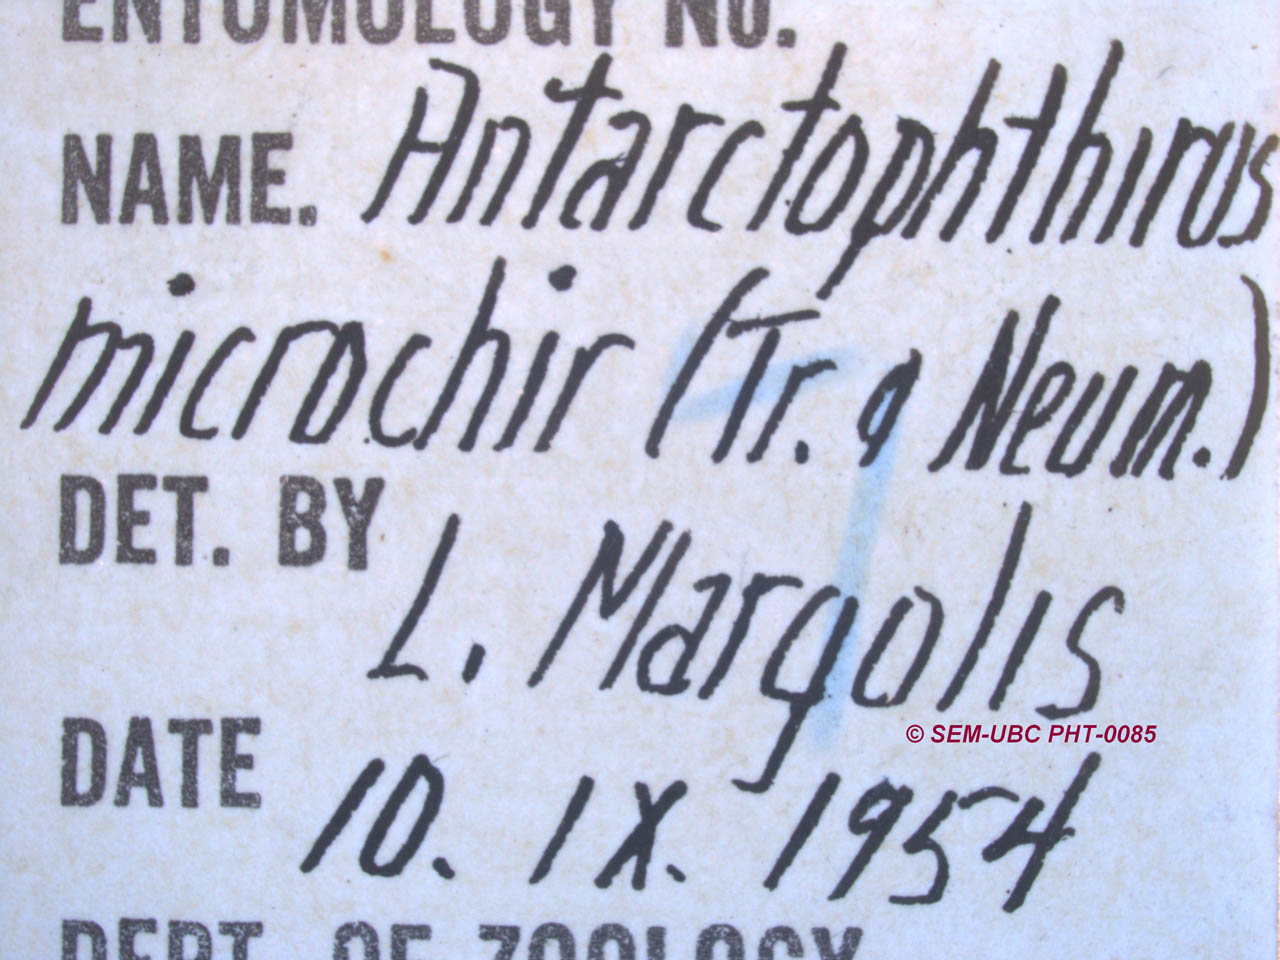 ENTOMOLOGY NO.
NAME. Antarctophthirus
microchir (Tr. & Neum.)
DET. BY L. Margolis
© SEM-UBC PHT-0085
DATE 10. IX. 1954
DEPT. OF ZOOLOGY